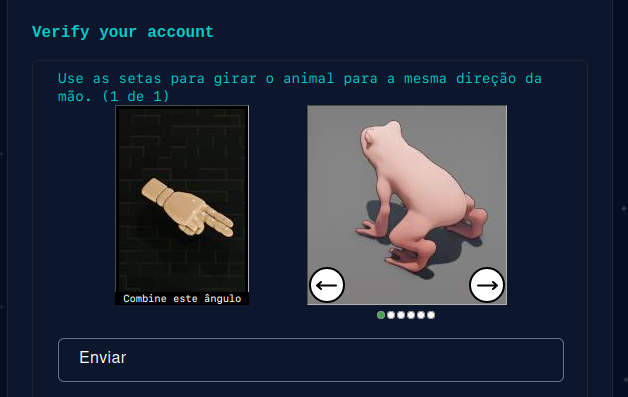 Verify your account
Use as setas para girar o animal para a mesma direção da
mão. (1 de 1)
Combine este ângulo
Enviar